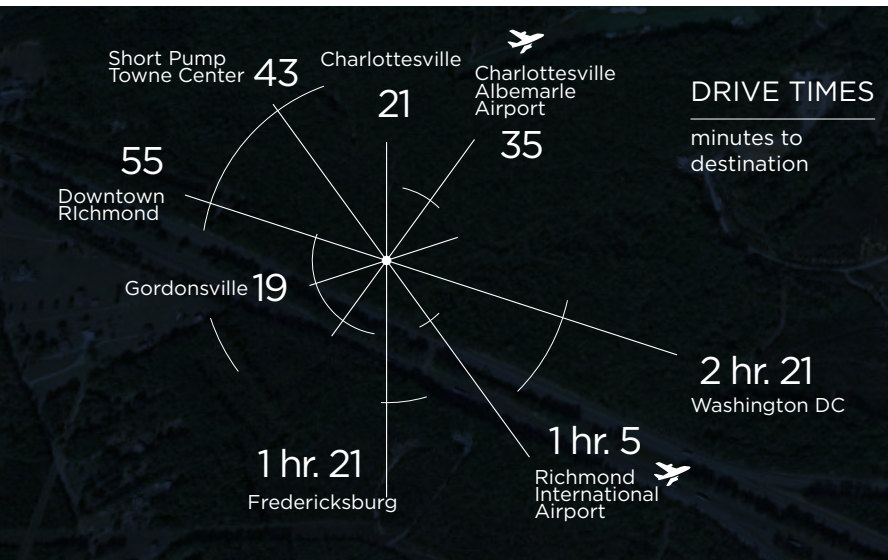 Short Pump
Towne Center 43
Charlottesville
21
Charlottesville
Albemarle
Airport
35
DRIVE TIMES
minutes to
destination
55
Downtown
RIchmond
Gordonsville 19
2 hr. 21
Washington DC
1 hr. 5
Richmond
International
Airport
1 hr. 21
Fredericksburg